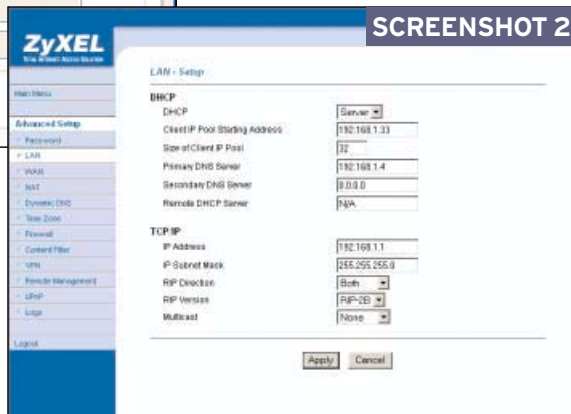 SCREENSHOT 2
ZyXEL
TOTAL INTERNET ACCESS SOLUTION
Main Menu
Advanced Setup
Password
LAN
WAN
NAT
Dynamic DNS
Time Zone
Firewall
Content Filter
VPN
Remote Management
UPnP
Logs
Logout
LAN - Setup
DHCP
DHCP Server
Client IP Pool Starting Address 192.168.1.33
Size of Client IP Pool 32
Primary DNS Server 192.168.1.4
Secondary DNS Server 0.0.0.0
Remote DHCP Server N/A
TCP/IP
IP Address 192.168.1.1
IP Subnet Mask 255.255.255.0
RIP Direction Both
RIP Version RIP-2B
Multicast None
Apply Cancel